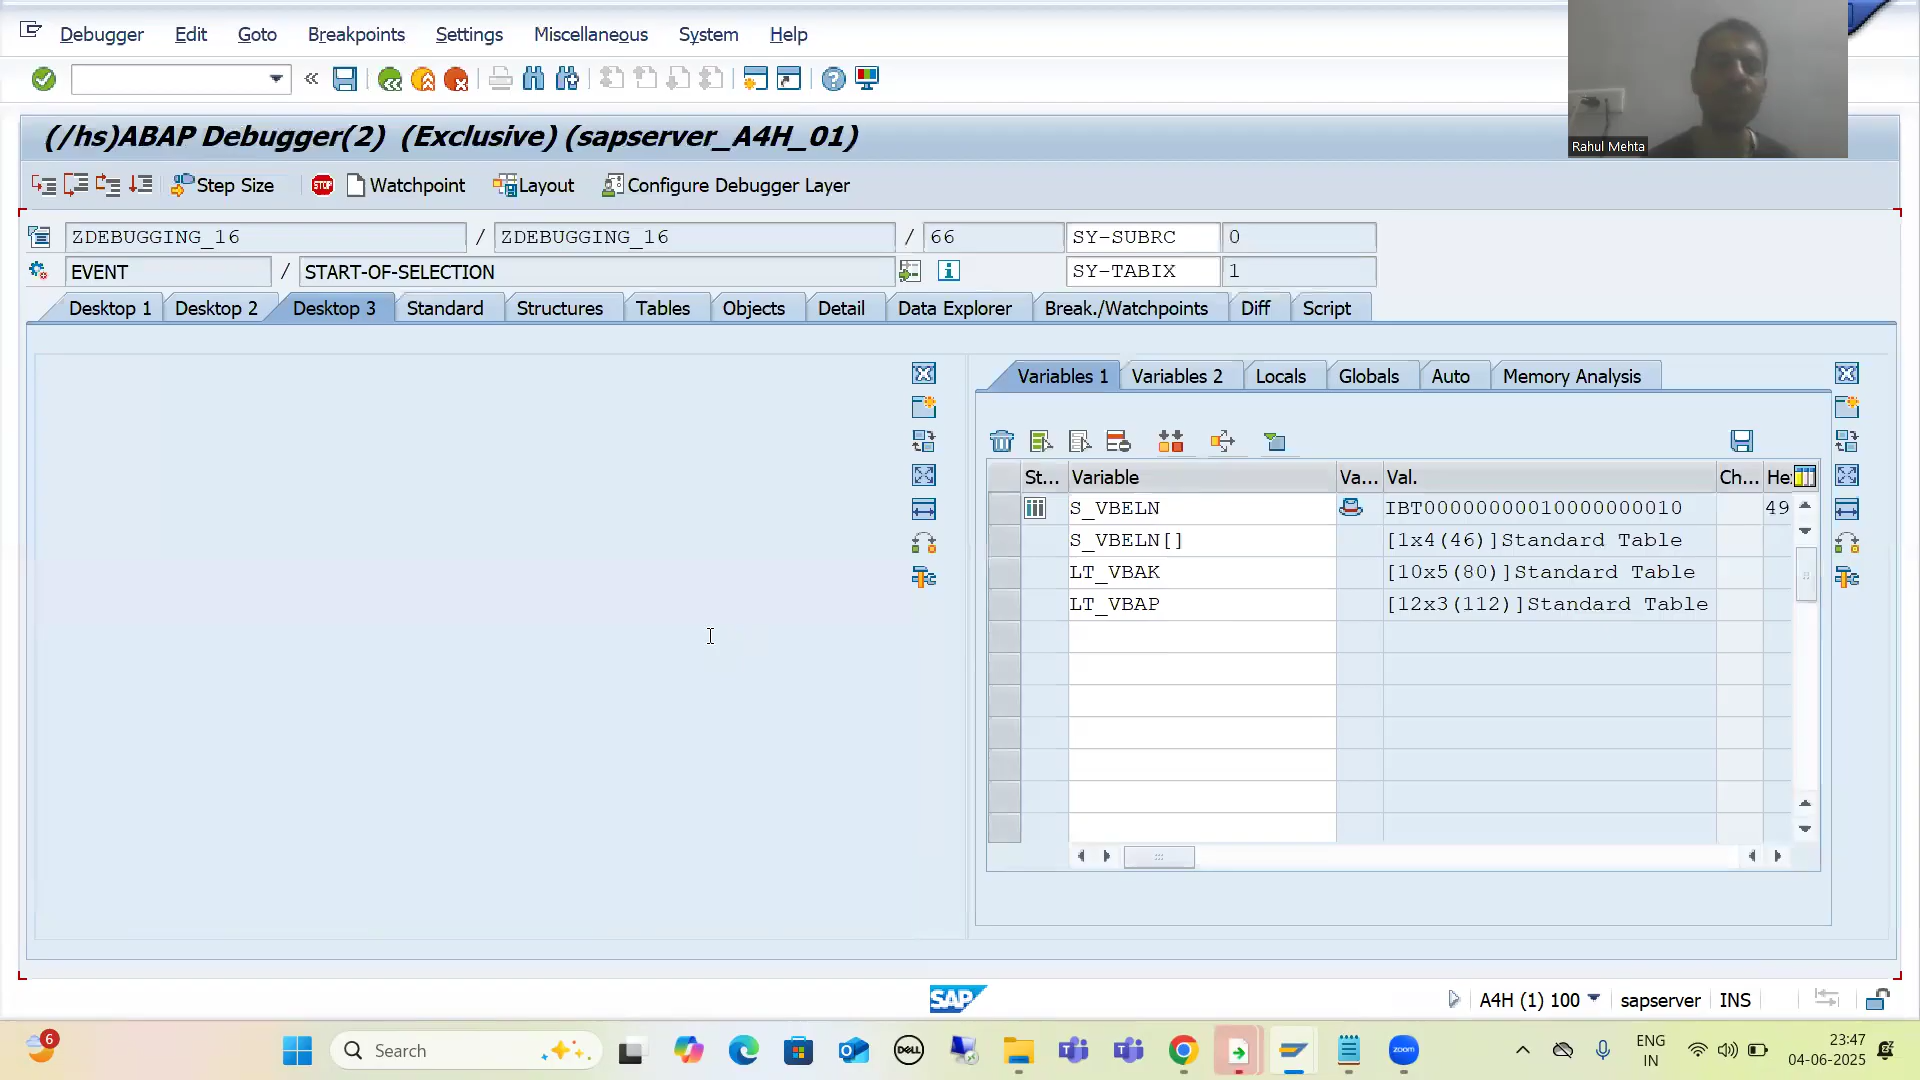 Debugger Edit Goto Breakpoints Settings Miscellaneous System Help
Rahul Mehta
(/hs)ABAP Debugger(2) (Exclusive) (sapserver_A4H_01)
Step Size STOP Watchpoint Layout Configure Debugger Layer
ZDEBUGGING_16 / ZDEBUGGING_16 / 66 SY-SUBRC 0
EVENT / START-OF-SELECTION SY-TABIX 1
Desktop 1 Desktop 2 Desktop 3 Standard Structures Tables Objects Detail Data Explorer Break./Watchpoints Diff Script
Variables 1 Variables 2 Locals Globals Auto Memory Analysis
St... Variable Va... Val. Ch... Hex
S_VBELN IBT00000000010000000010 49
S_VBELN[] [1x4(46)]Standard Table
LT_VBAK [10x5(80)]Standard Table
LT_VBAP [12x3(112)]Standard Table
SAP A4H (1) 100 sapserver INS
6 Search DELL zoom ENG IN 23:47
04-06-2025